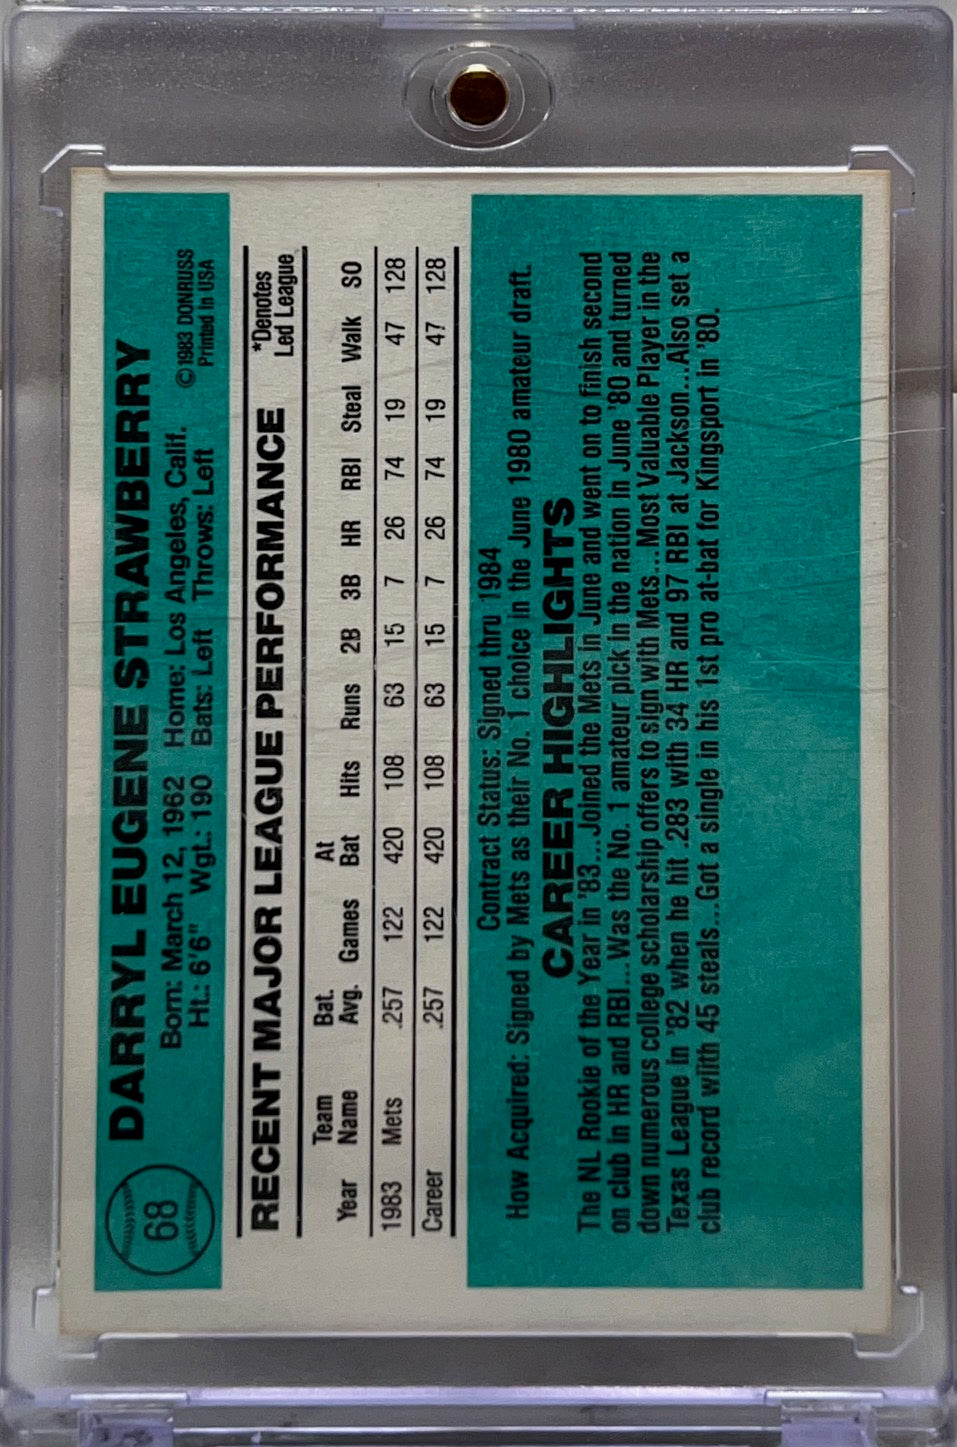 68
DARRYL EUGENE STRAWBERRY
Born: March 12, 1962 Home: Los Angeles, Calif. ©1983 DONRUSS
Ht.: 6'6" Wgt.: 190 Bats: Left Throws: Left Printed In USA
RECENT MAJOR LEAGUE PERFORMANCE *Denotes Led League
Year Team Name Bat. Avg. Games At Bat Hits Runs 2B 3B HR RBI Steal Walk SO
1983 Mets .257 122 420 108 63 15 7 26 74 19 47 128
Career .257 122 420 108 63 15 7 26 74 19 47 128
Contract Status: Signed thru 1984
How Acquired: Signed by Mets as their No. 1 choice in the June 1980 amateur draft.
CAREER HIGHLIGHTS
The NL Rookie of the Year in '83...Joined the Mets in June and went on to finish second
on club in HR and RBI...Was the No. 1 amateur pick in the nation in June '80 and turned
down numerous college scholarship offers to sign with Mets...Most Valuable Player in the
Texas League in '82 when he hit .283 with 34 HR and 97 RBI at Jackson...Also set a
club record with 45 steals...Got a single in his 1st pro at-bat for Kingsport in '80.